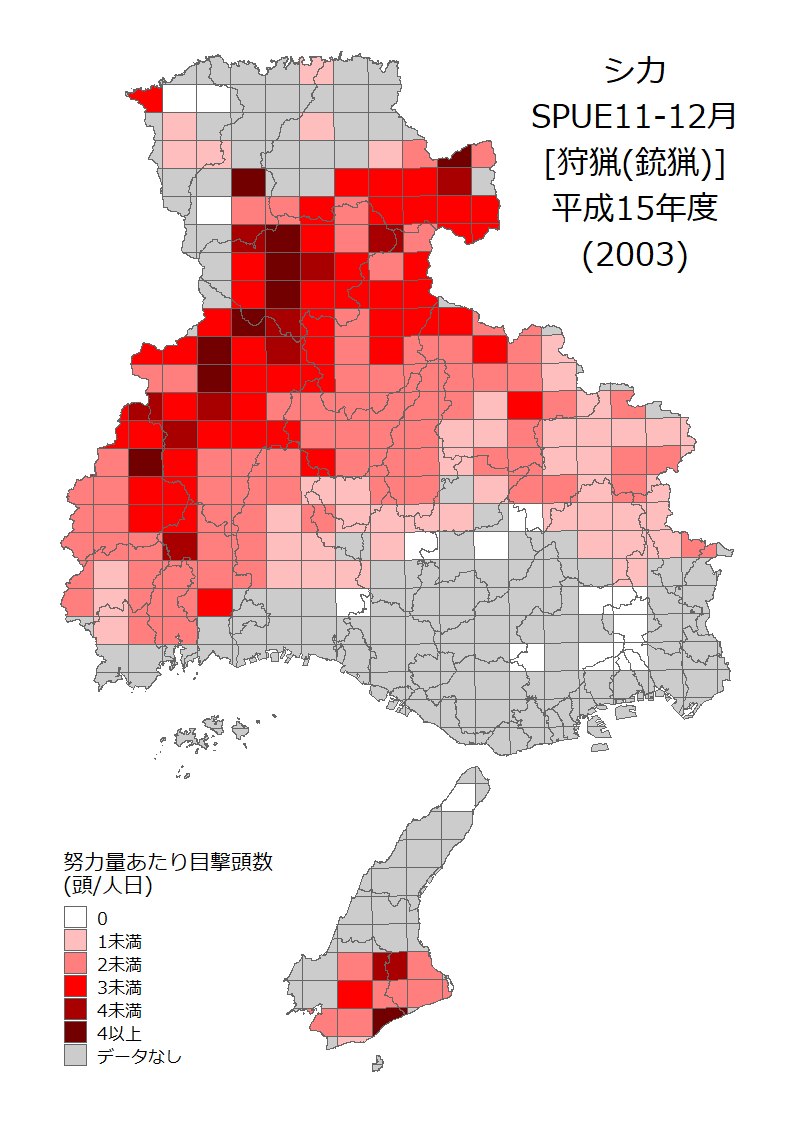 シカ
SPUE11-12月
[狩猟(銃猟)]
平成15年度
(2003)
努力量あたり目撃頭数
(頭/人日)
0
1未満
2未満
3未満
4未満
4以上
データなし